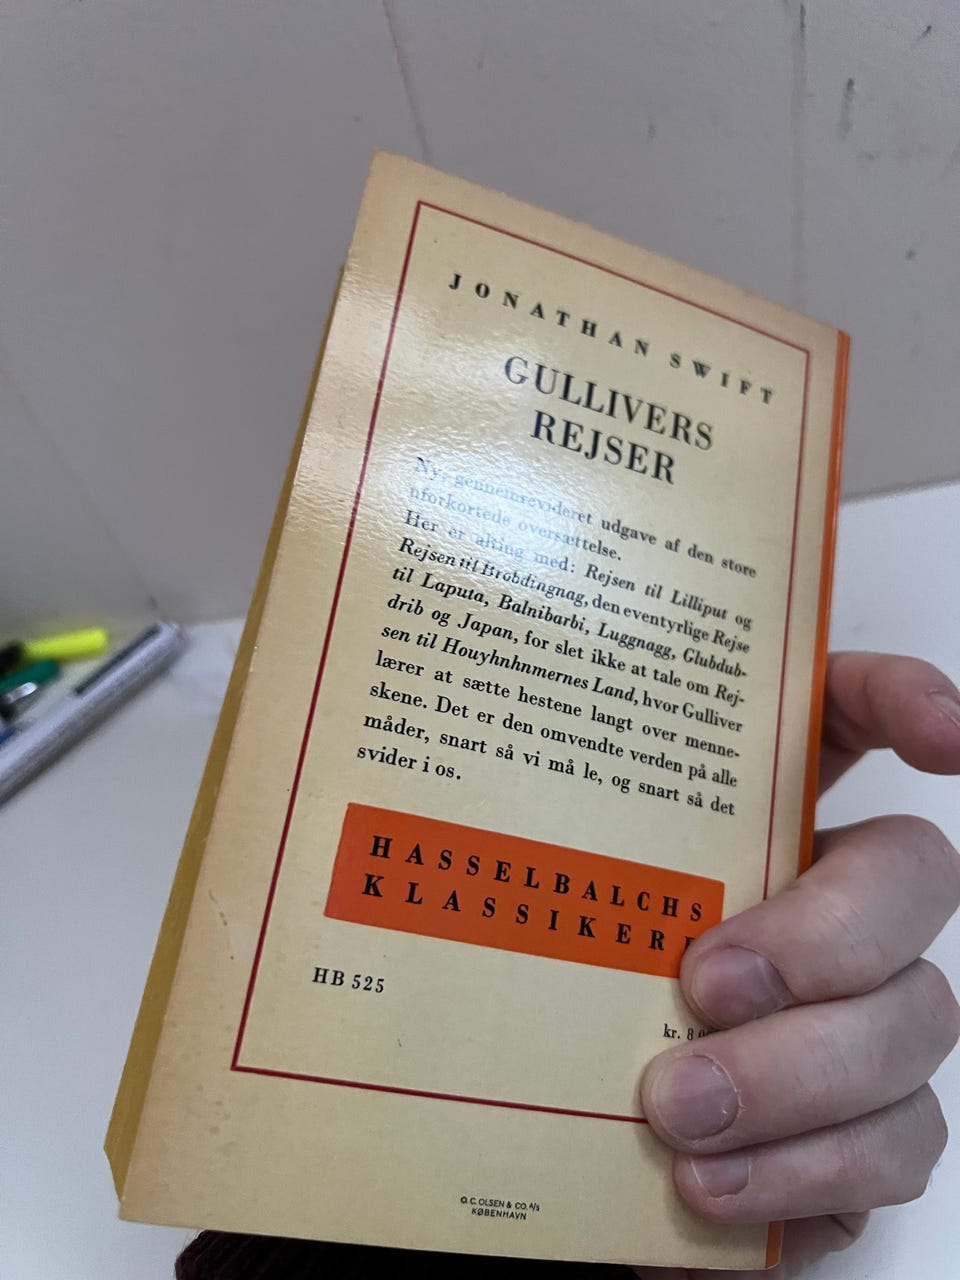 JONATHAN SWIFT
GULLIVERS
REJSER
Ny, gennemrevideret udgave af den store
uforkortede oversættelse.
Her er alting med: Rejsen til Lilliput og
Rejsen til Brobdingnag, den eventyrlige Rejse
til Laputa, Balnibarbi, Luggnagg, Glubdub-
drib og Japan, for slet ikke at tale om Rej-
sen til Houyhnhnmernes Land, hvor Gulliver
lærer at sætte hestene langt over menne-
skene. Det er den omvendte verden på alle
måder, snart så vi må le, og snart så det
svider i os.
HASSELBALCHS
KLASSIKER
HB 525
kr. 8
O. C. OLSEN & CO. A/S
KØBENHAVN